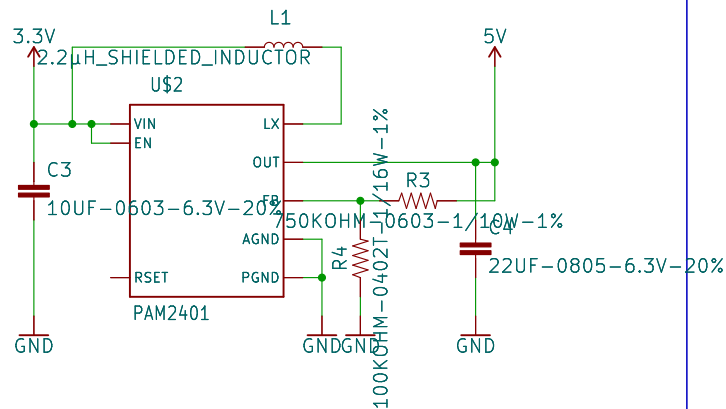 L1
3.3V
5V
2.2µH_SHIELDED_INDUCTOR
U$2
VIN
LX
EN
OUT
C3
R3
10UF-0603-6.3V-20%
FB
750KOHM-0603-1/10W-1%
C4
AGND
R4
100KOHM-0402T-1/16W-1%
22UF-0805-6.3V-20%
RSET
PGND
PAM2401
GND
GND
GND
GND